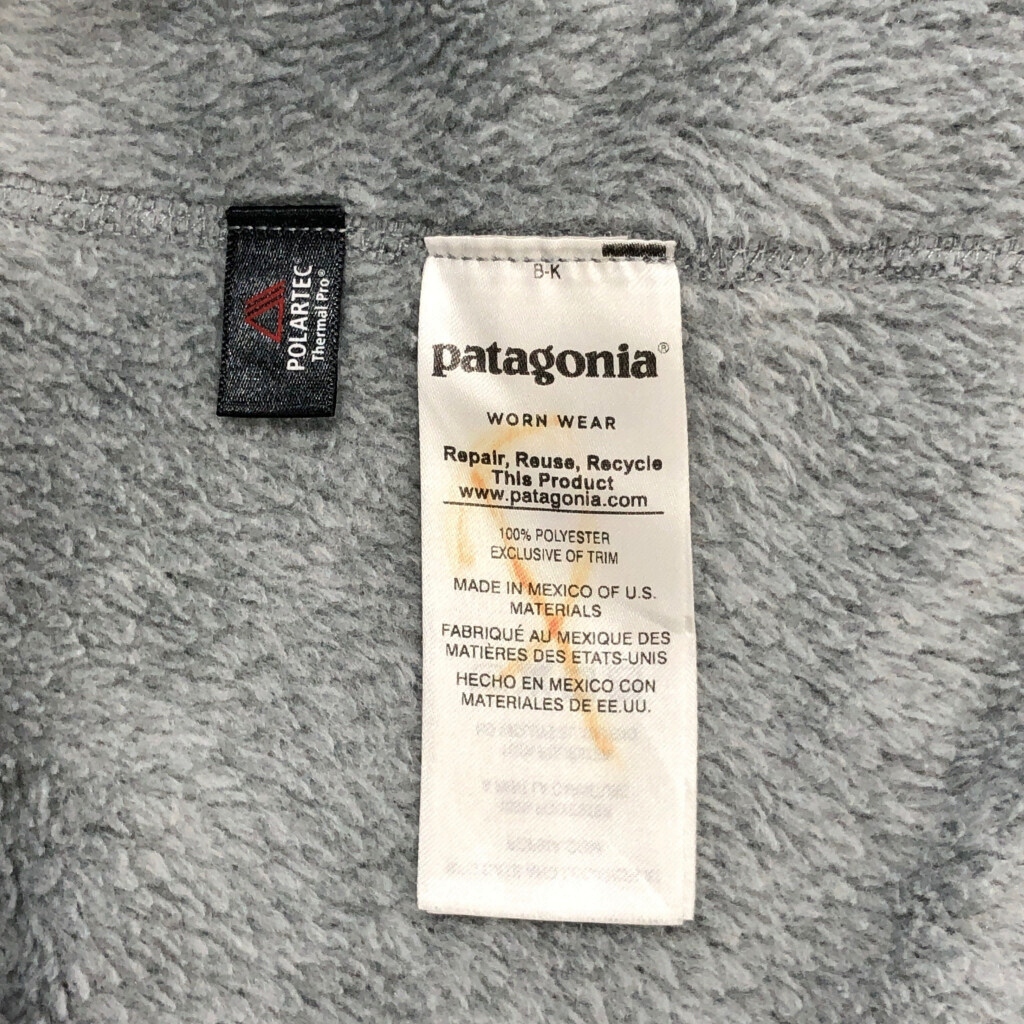 POLARTEC®
Thermal Pro®
B-K
patagonia®
WORN WEAR
Repair, Reuse, Recycle
This Product
www.patagonia.com
100% POLYESTER
EXCLUSIVE OF TRIM
MADE IN MEXICO OF U.S.
MATERIALS
FABRIQUÉ AU MEXIQUE DES
MATIÈRES DES ETATS-UNIS
HECHO EN MEXICO CON
MATERIALES DE EE.UU.